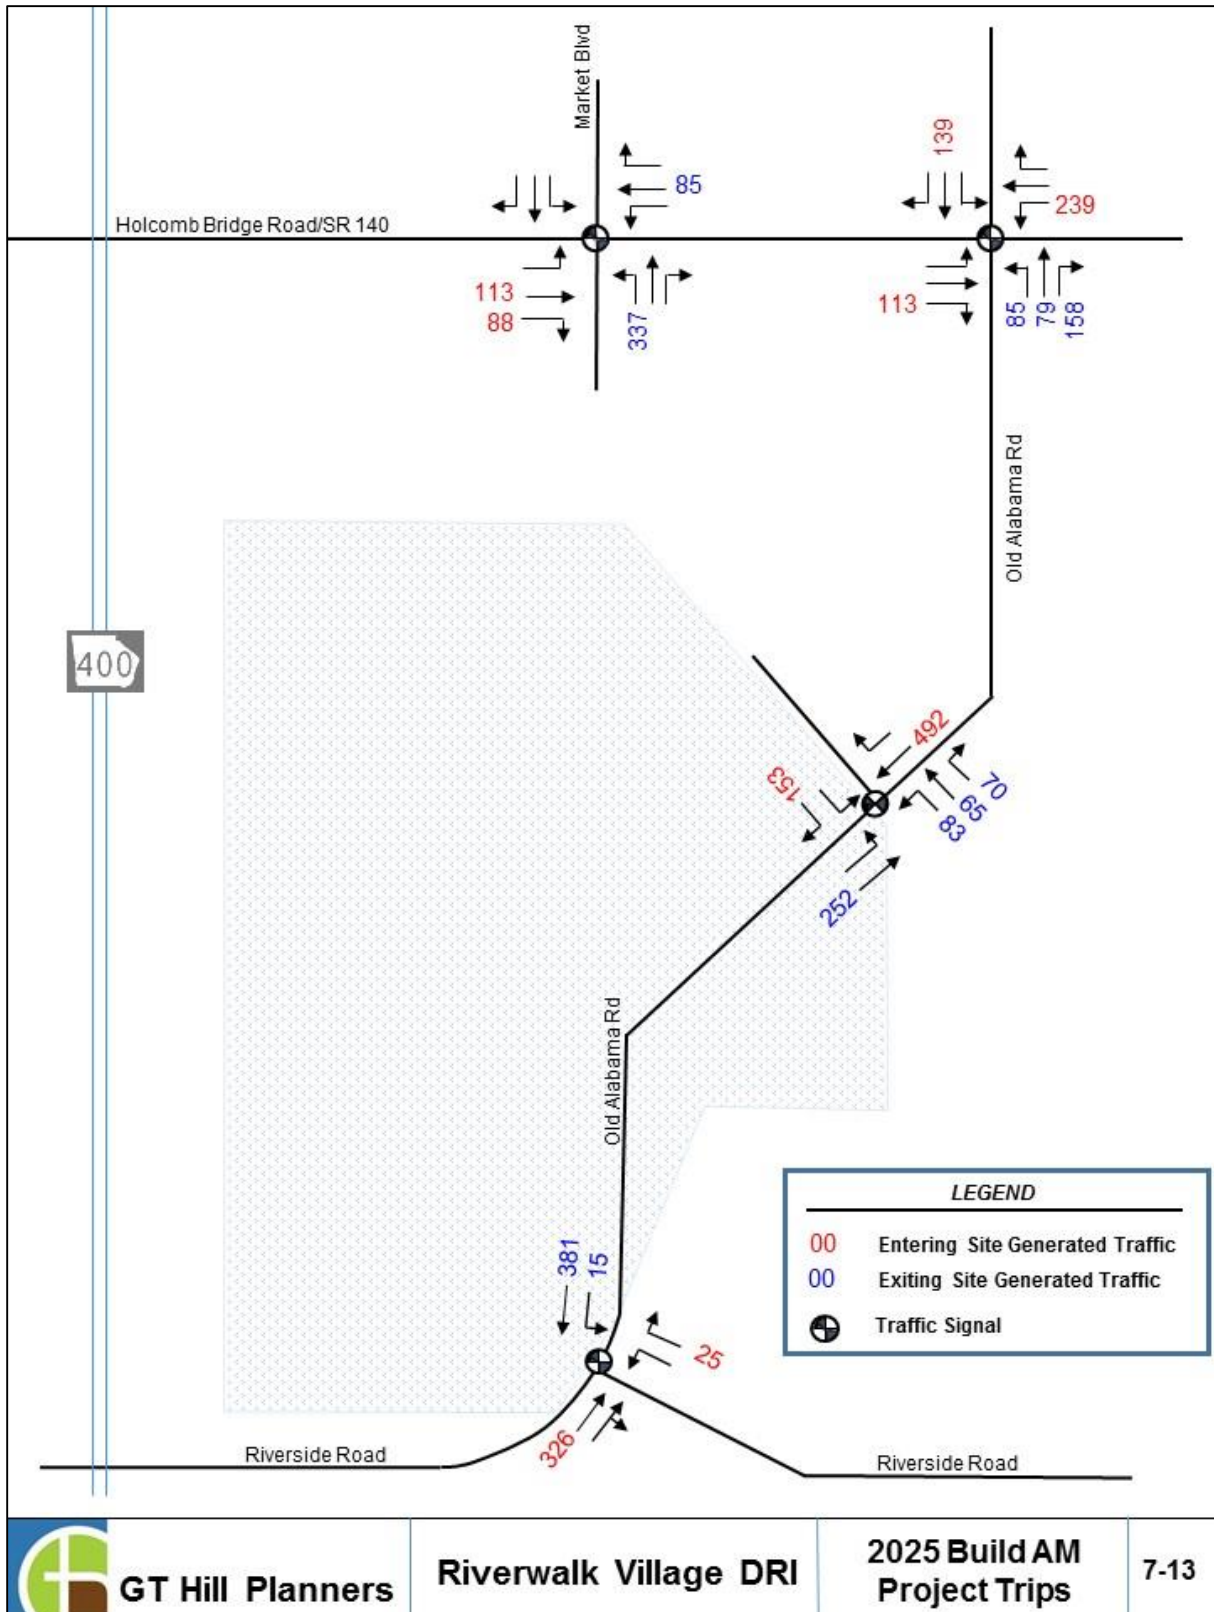 Market Blvd
139
85
239
Holcomb Bridge Road/SR 140
113
88
337
113
85
79
158
Old Alabama Rd
400
492
153
70
65
83
252
Old Alabama Rd
LEGEND
00 Entering Site Generated Traffic
00 Exiting Site Generated Traffic
Traffic Signal
381
15
25
326
Riverside Road
Riverside Road
GT Hill Planners
Riverwalk Village DRI
2025 Build AM
Project Trips
7-13